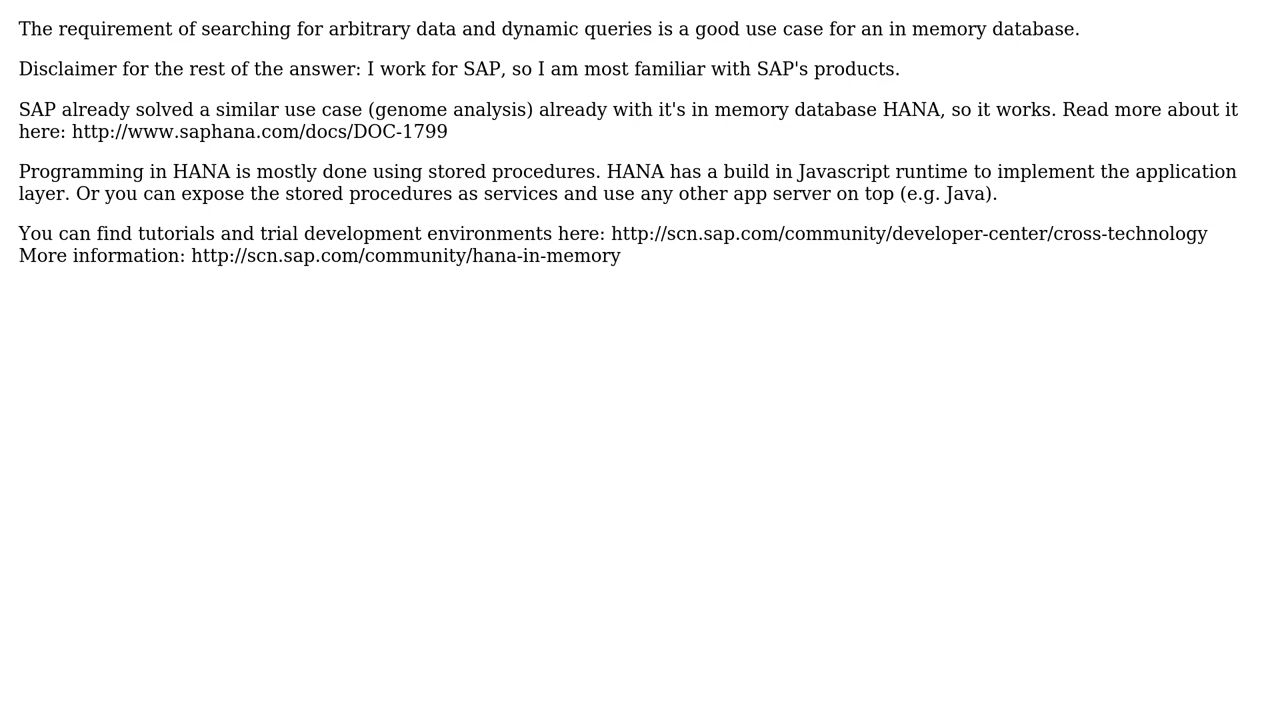 The requirement of searching for arbitrary data and dynamic queries is a good use case for an in memory database.
Disclaimer for the rest of the answer: I work for SAP, so I am most familiar with SAP's products.
SAP already solved a similar use case (genome analysis) already with it's in memory database HANA, so it works. Read more about it
here: http://www.saphana.com/docs/DOC-1799
Programming in HANA is mostly done using stored procedures. HANA has a build in Javascript runtime to implement the application
layer. Or you can expose the stored procedures as services and use any other app server on top (e.g. Java).
You can find tutorials and trial development environments here: http://scn.sap.com/community/developer-center/cross-technology
More information: http://scn.sap.com/community/hana-in-memory